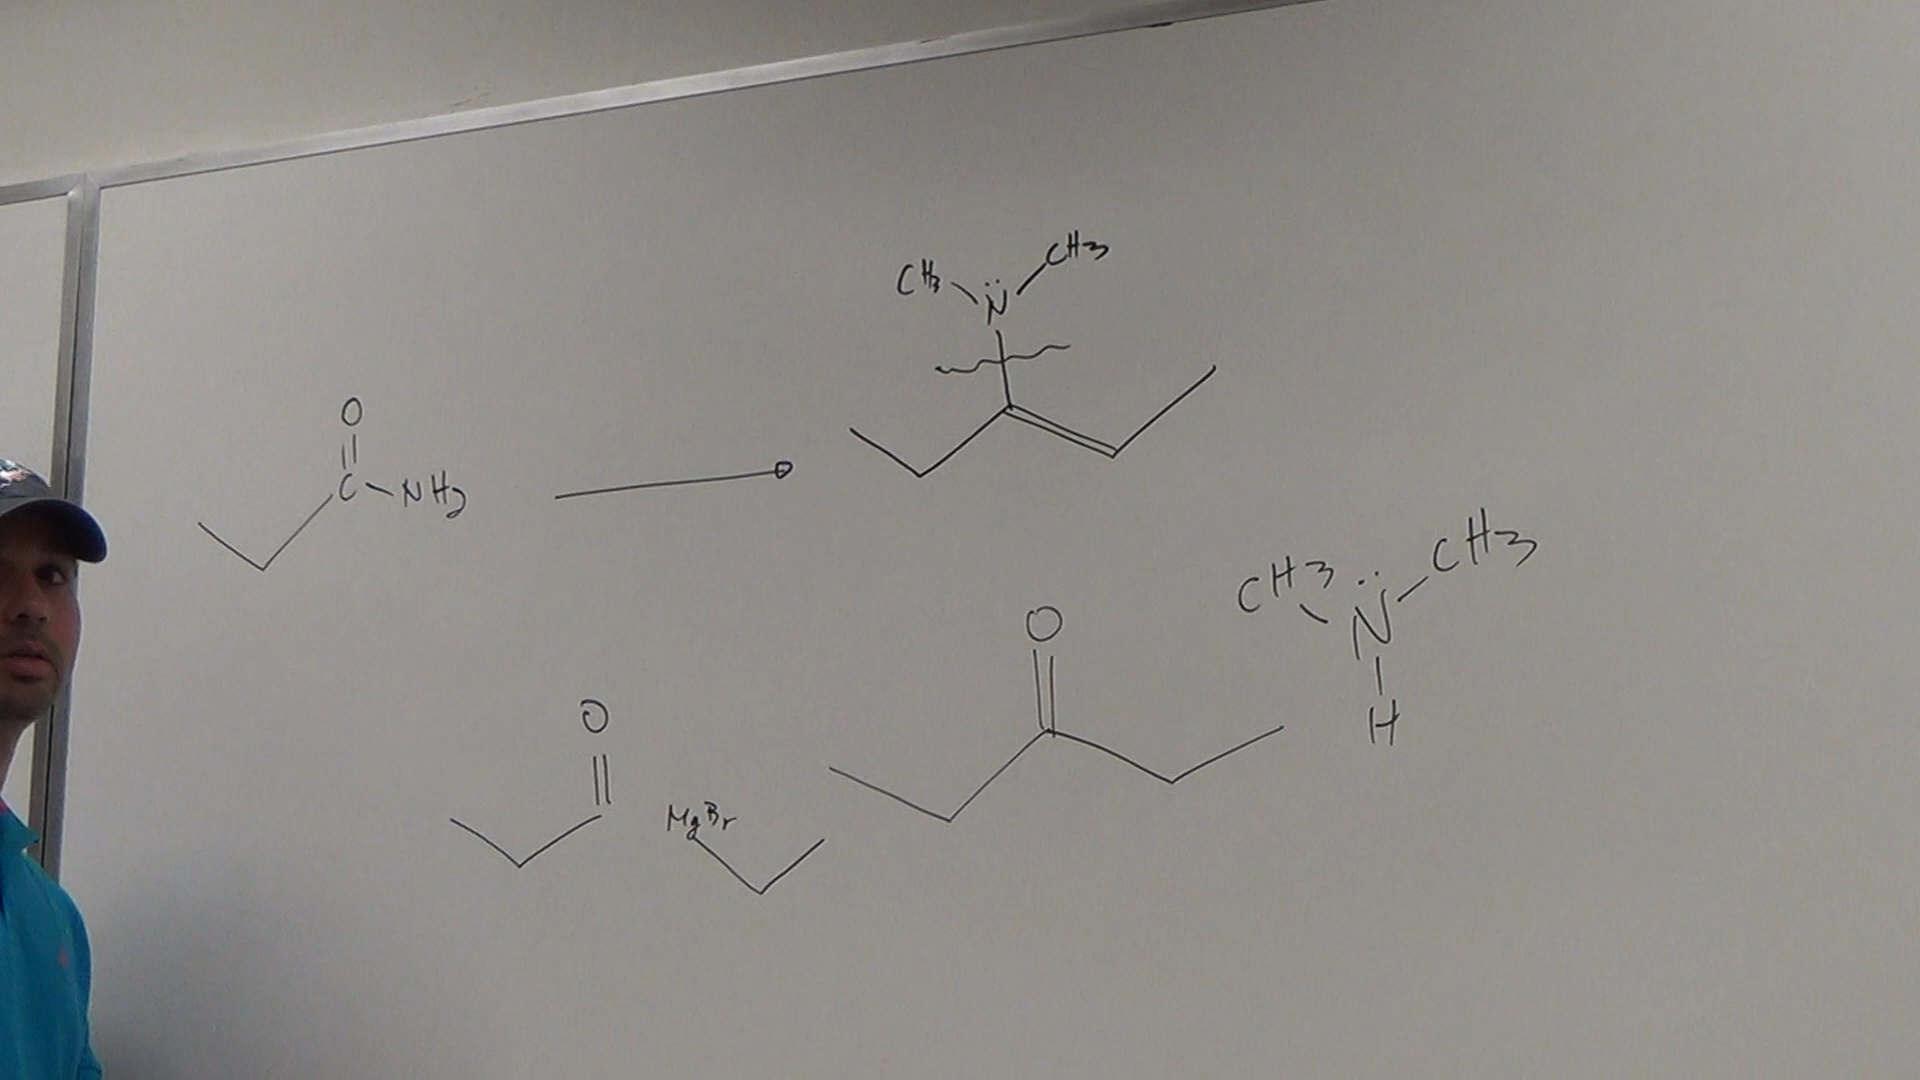 CH3 N̈ CH3
O
C NH2
CH3 N̈ CH3
H
O
O
MgBr